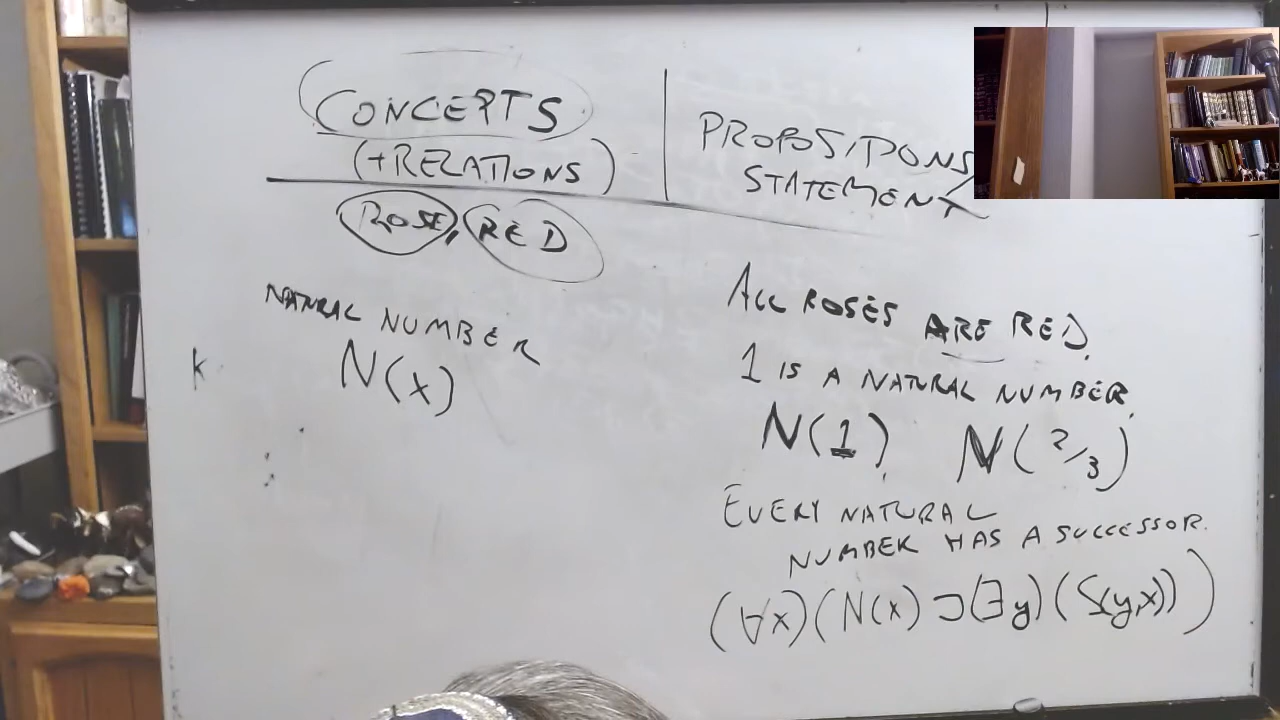 CONCEPTS
(+RELATIONS)
ROSE, RED
NATURAL NUMBER
N(x)
k
PROPOSITIONS
STATEMENT
ALL ROSES ARE RED.
1 IS A NATURAL NUMBER.
N(1) N(2/3)
EVERY NATURAL
NUMBER HAS A SUCCESSOR.
(∀x)(N(x) ⊃ (∃y)(S(y,x)))